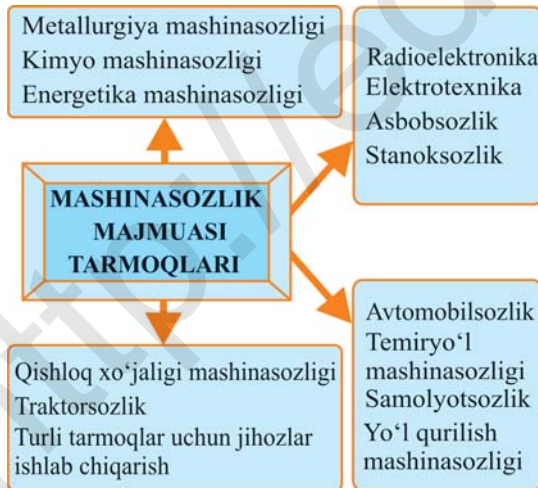 Metallurgiya mashinasozligi
Kimyo mashinasozligi
Energetika mashinasozligi
Radioelektronika
Elektrotexnika
Asbobsozlik
Stanoksozlik
MASHINASOZLIK
MAJMUASI
TARMOQLARI
Qishloq xo‘jaligi mashinasozligi
Traktorsozlik
Turli tarmoqlar uchun jihozlar
ishlab chiqarish
Avtomobilsozlik
Temiryo‘l
mashinasozligi
Samolyotsozlik
Yo‘l qurilish
mashinasozligi